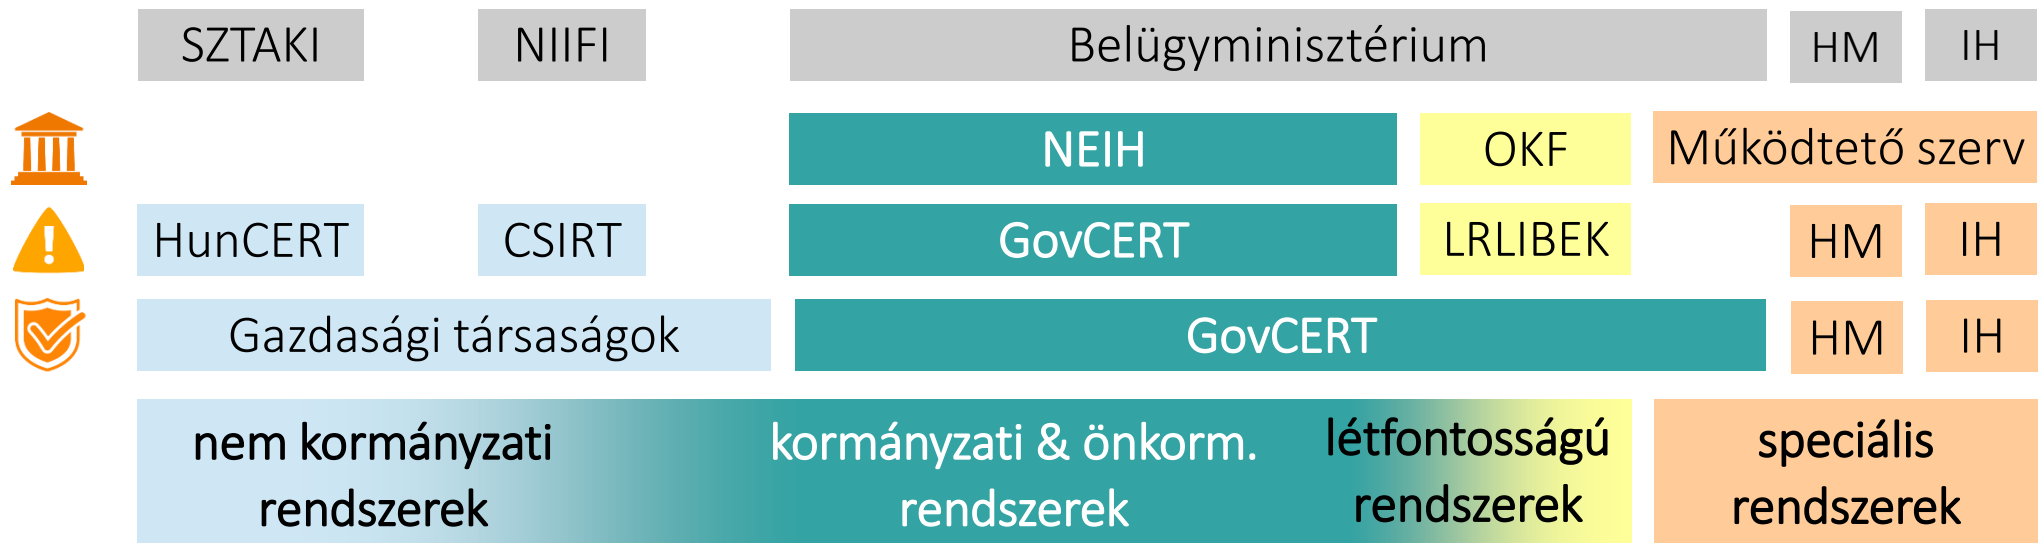 SZTAKI NIIFI Belügyminisztérium HM IH
NEIH OKF Működtető szerv
HunCERT CSIRT GovCERT LRLIBEK HM IH
Gazdasági társaságok GovCERT HM IH
nem kormányzati rendszerek
kormányzati & önkorm. rendszerek
létfontosságú rendszerek
speciális rendszerek